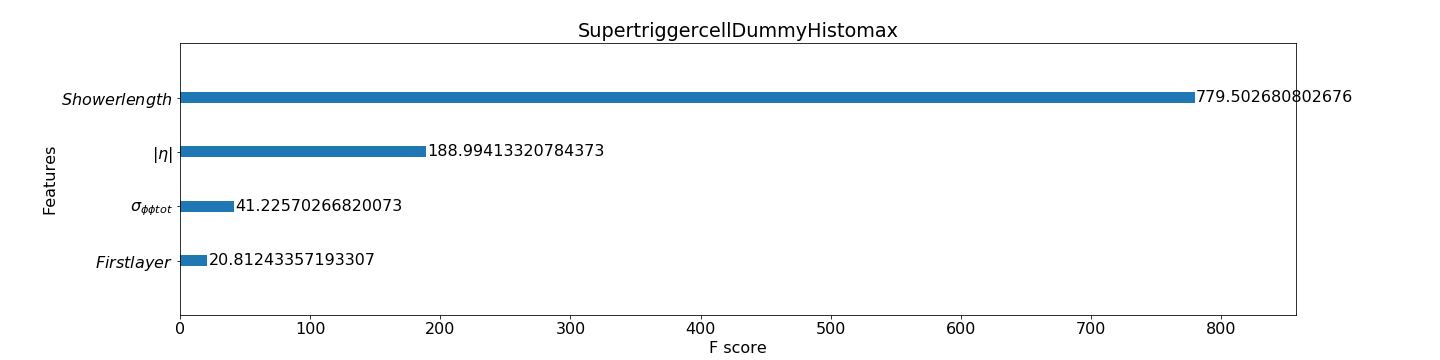 SupertriggercellDummyHistomax
Showerlength
779.502680802676
|η|
188.99413320784373
σϕϕtot
41.22570266820073
Firstlayer
20.81243357193307
Features
0 100 200 300 400 500 600 700 800
F score